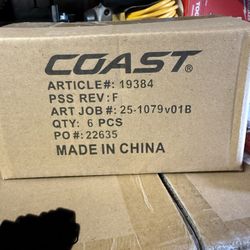 COAST®
ARTICLE#: 19384
PSS REV: F
ART JOB#: 25-1079v01B
QTY: 6 PCS
PO#: 22635
MADE IN CHINA